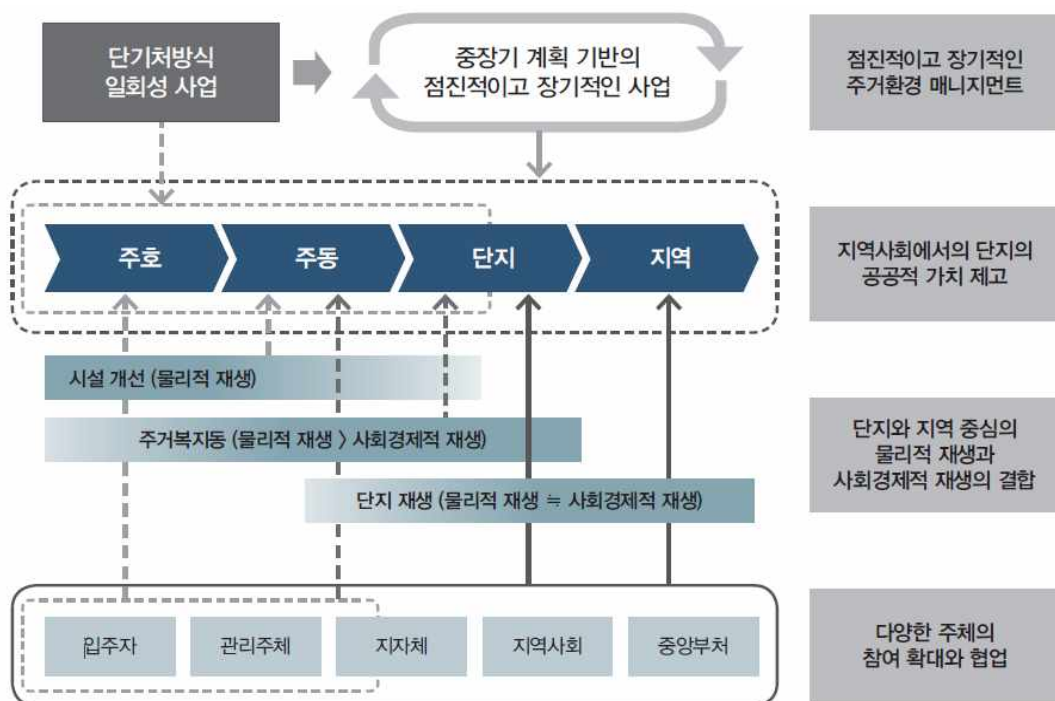 단기처방식
일회성 사업
중장기 계획 기반의
점진적이고 장기적인 사업
점진적이고 장기적인
주거환경 매니지먼트
주호
주동
단지
지역
지역사회에서의 단지의
공공적 가치 제고
시설 개선 (물리적 재생)
주거복지동 (물리적 재생 > 사회경제적 재생)
단지 재생 (물리적 재생 ≒ 사회경제적 재생)
단지와 지역 중심의
물리적 재생과
사회경제적 재생의 결합
입주자
관리주체
지자체
지역사회
중앙부처
다양한 주체의
참여 확대와 협업